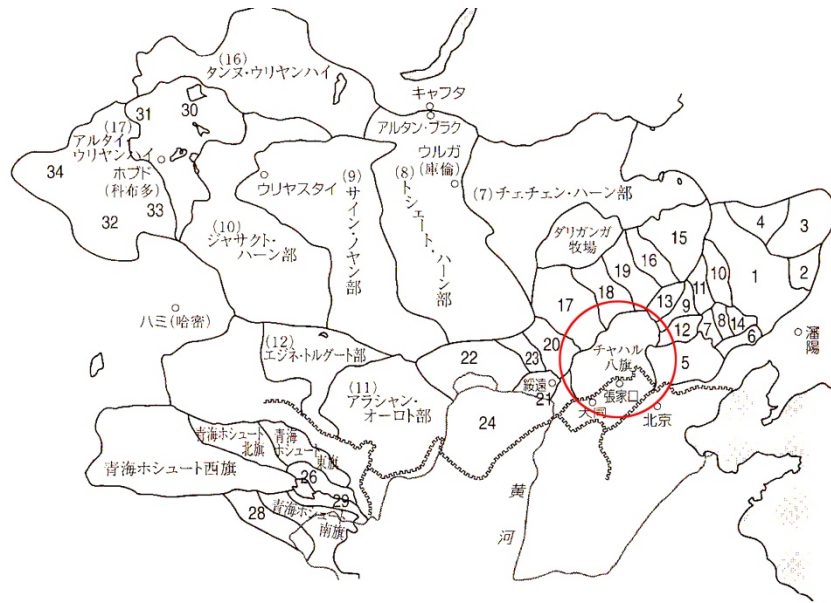 (16)
タンヌ・ウリヤンハイ
キャフタ
アルタン・ブラク
31
30
(17)
アルタイ・
ウリヤンハイ
ホブド
(科布多)
34
33
32
ウリヤスタイ
(9)
サイン・ノヤン部
(8)
トシェート・ハーン部
ウルガ
(庫倫)
(7)チェチェン・ハーン部
(10)
ジャサクト・
ハーン部
ダリガンガ
牧場
15
16
19
18
17
4
3
1
2
10
11
9
13
12
7
8
14
6
5
瀋陽
チャハル
八旗
張家口
大同
北京
20
23
22
綏遠
21
24
ハミ(哈密)
(12)
エジネ・トルグート部
(11)
アラシャン・
オーロト部
青海ホシュート
北旗
青海
ホシュート
東旗
青海ホシュート西旗
26
29
28
青海ホシュート
南旗
黄
河